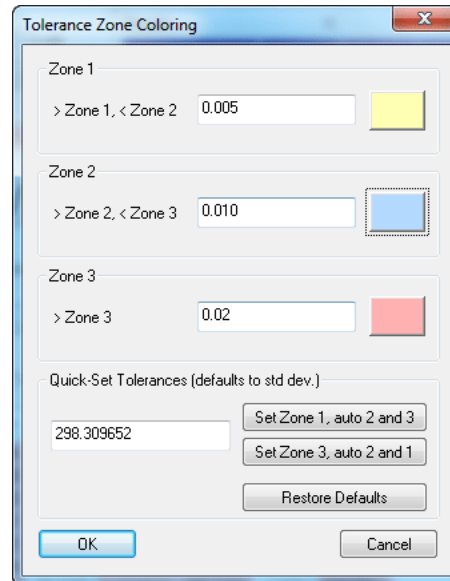 Tolerance Zone Coloring
Zone 1
> Zone 1, < Zone 2 0.005
Zone 2
> Zone 2, < Zone 3 0.010
Zone 3
> Zone 3 0.02
Quick-Set Tolerances (defaults to std dev.)
298.309652
Set Zone 1, auto 2 and 3
Set Zone 3, auto 2 and 1
Restore Defaults
OK Cancel